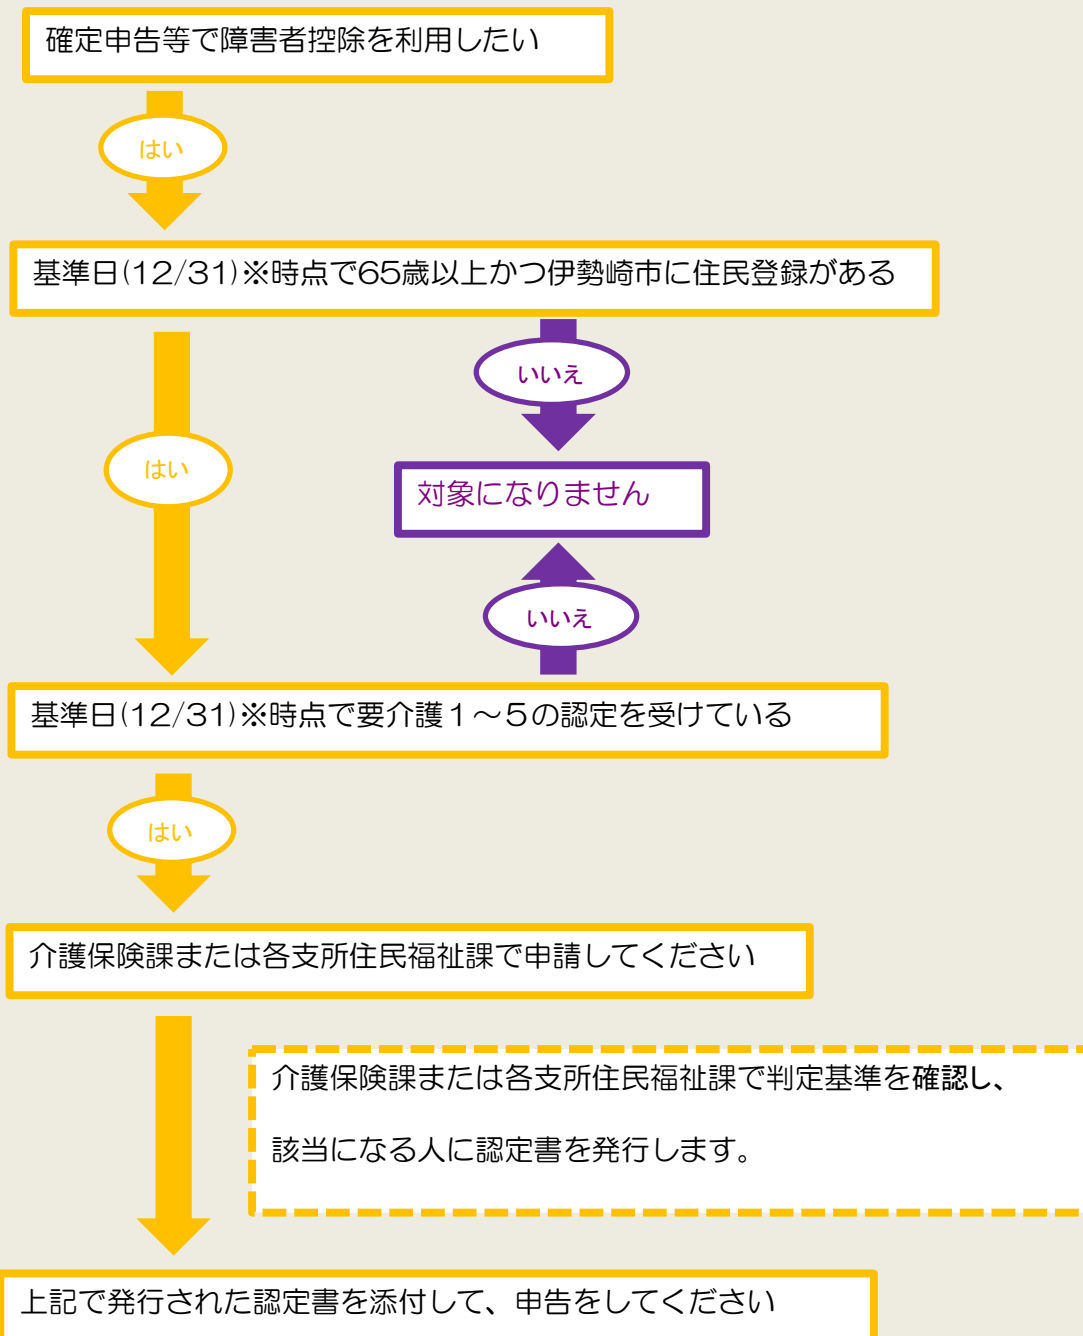 確定申告等で障害者控除を利用したい
はい
基準日(12/31)※時点で65歳以上かつ伊勢崎市に住民登録がある
いいえ
はい
対象になりません
いいえ
基準日(12/31)※時点で要介護1～5の認定を受けている
はい
介護保険課または各支所住民福祉課で申請してください
介護保険課または各支所住民福祉課で判定基準を確認し、
該当になる人に認定書を発行します。
上記で発行された認定書を添付して、申告をしてください